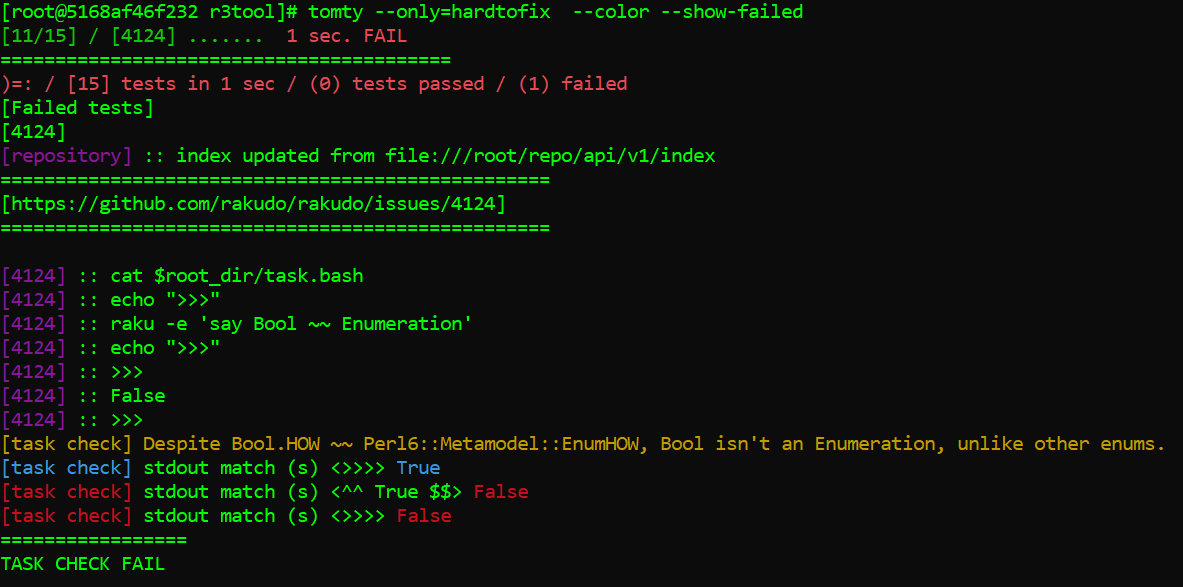 [root@5168af46f232 r3tool]# tomty --only=hardtofix  --color --show-failed
[11/15] / [4124] .......  1 sec. FAIL
=========================================
)=: / [15] tests in 1 sec / (0) tests passed / (1) failed
[Failed tests]
[4124]
[repository] :: index updated from file:///root/repo/api/v1/index
==================================================
[https://github.com/rakudo/rakudo/issues/4124]
==================================================
[4124] :: cat $root_dir/task.bash
[4124] :: echo ">>>"
[4124] :: raku -e 'say Bool ~~ Enumeration'
[4124] :: echo ">>>"
[4124] :: >>>
[4124] :: False
[4124] :: >>>
[task check] Despite Bool.HOW ~~ Perl6::Metamodel::EnumHOW, Bool isn't an Enumeration, unlike other enums.
[task check] stdout match (s) <>>>> True
[task check] stdout match (s) <^^ True $$> False
[task check] stdout match (s) <>>>> False
=================
TASK CHECK FAIL